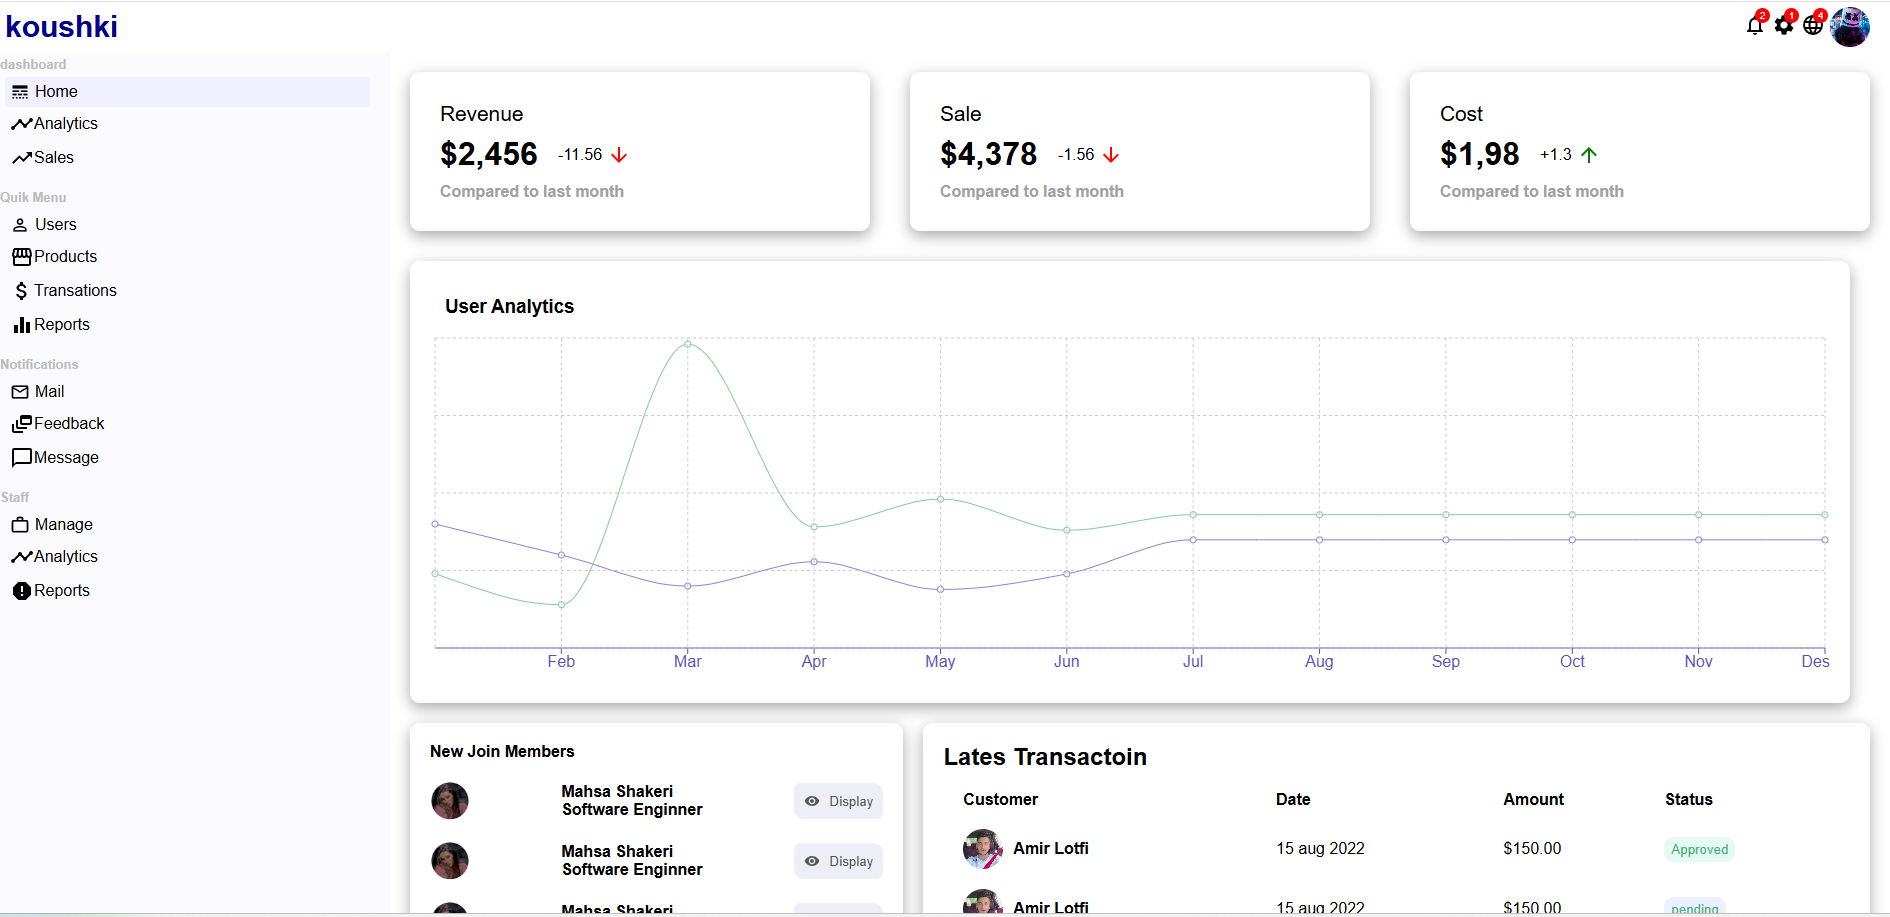 koushki
2 1 4
dashboard
Home
Analytics
Sales
Quik Menu
Users
Products
Transations
Reports
Notifications
Mail
Feedback
Message
Staff
Manage
Analytics
Reports
Revenue
$2,456 -11.56
Compared to last month
Sale
$4,378 -1.56
Compared to last month
Cost
$1,98 +1.3
Compared to last month
User Analytics
Feb Mar Apr May Jun Jul Aug Sep Oct Nov Des
New Join Members
Mahsa Shakeri
Software Enginner
Display
Mahsa Shakeri
Software Enginner
Display
Mahsa Shakeri
Lates Transactoin
Customer Date Amount Status
Amir Lotfi 15 aug 2022 $150.00 Approved
Amir Lotfi 15 aug 2022 $150.00 pending